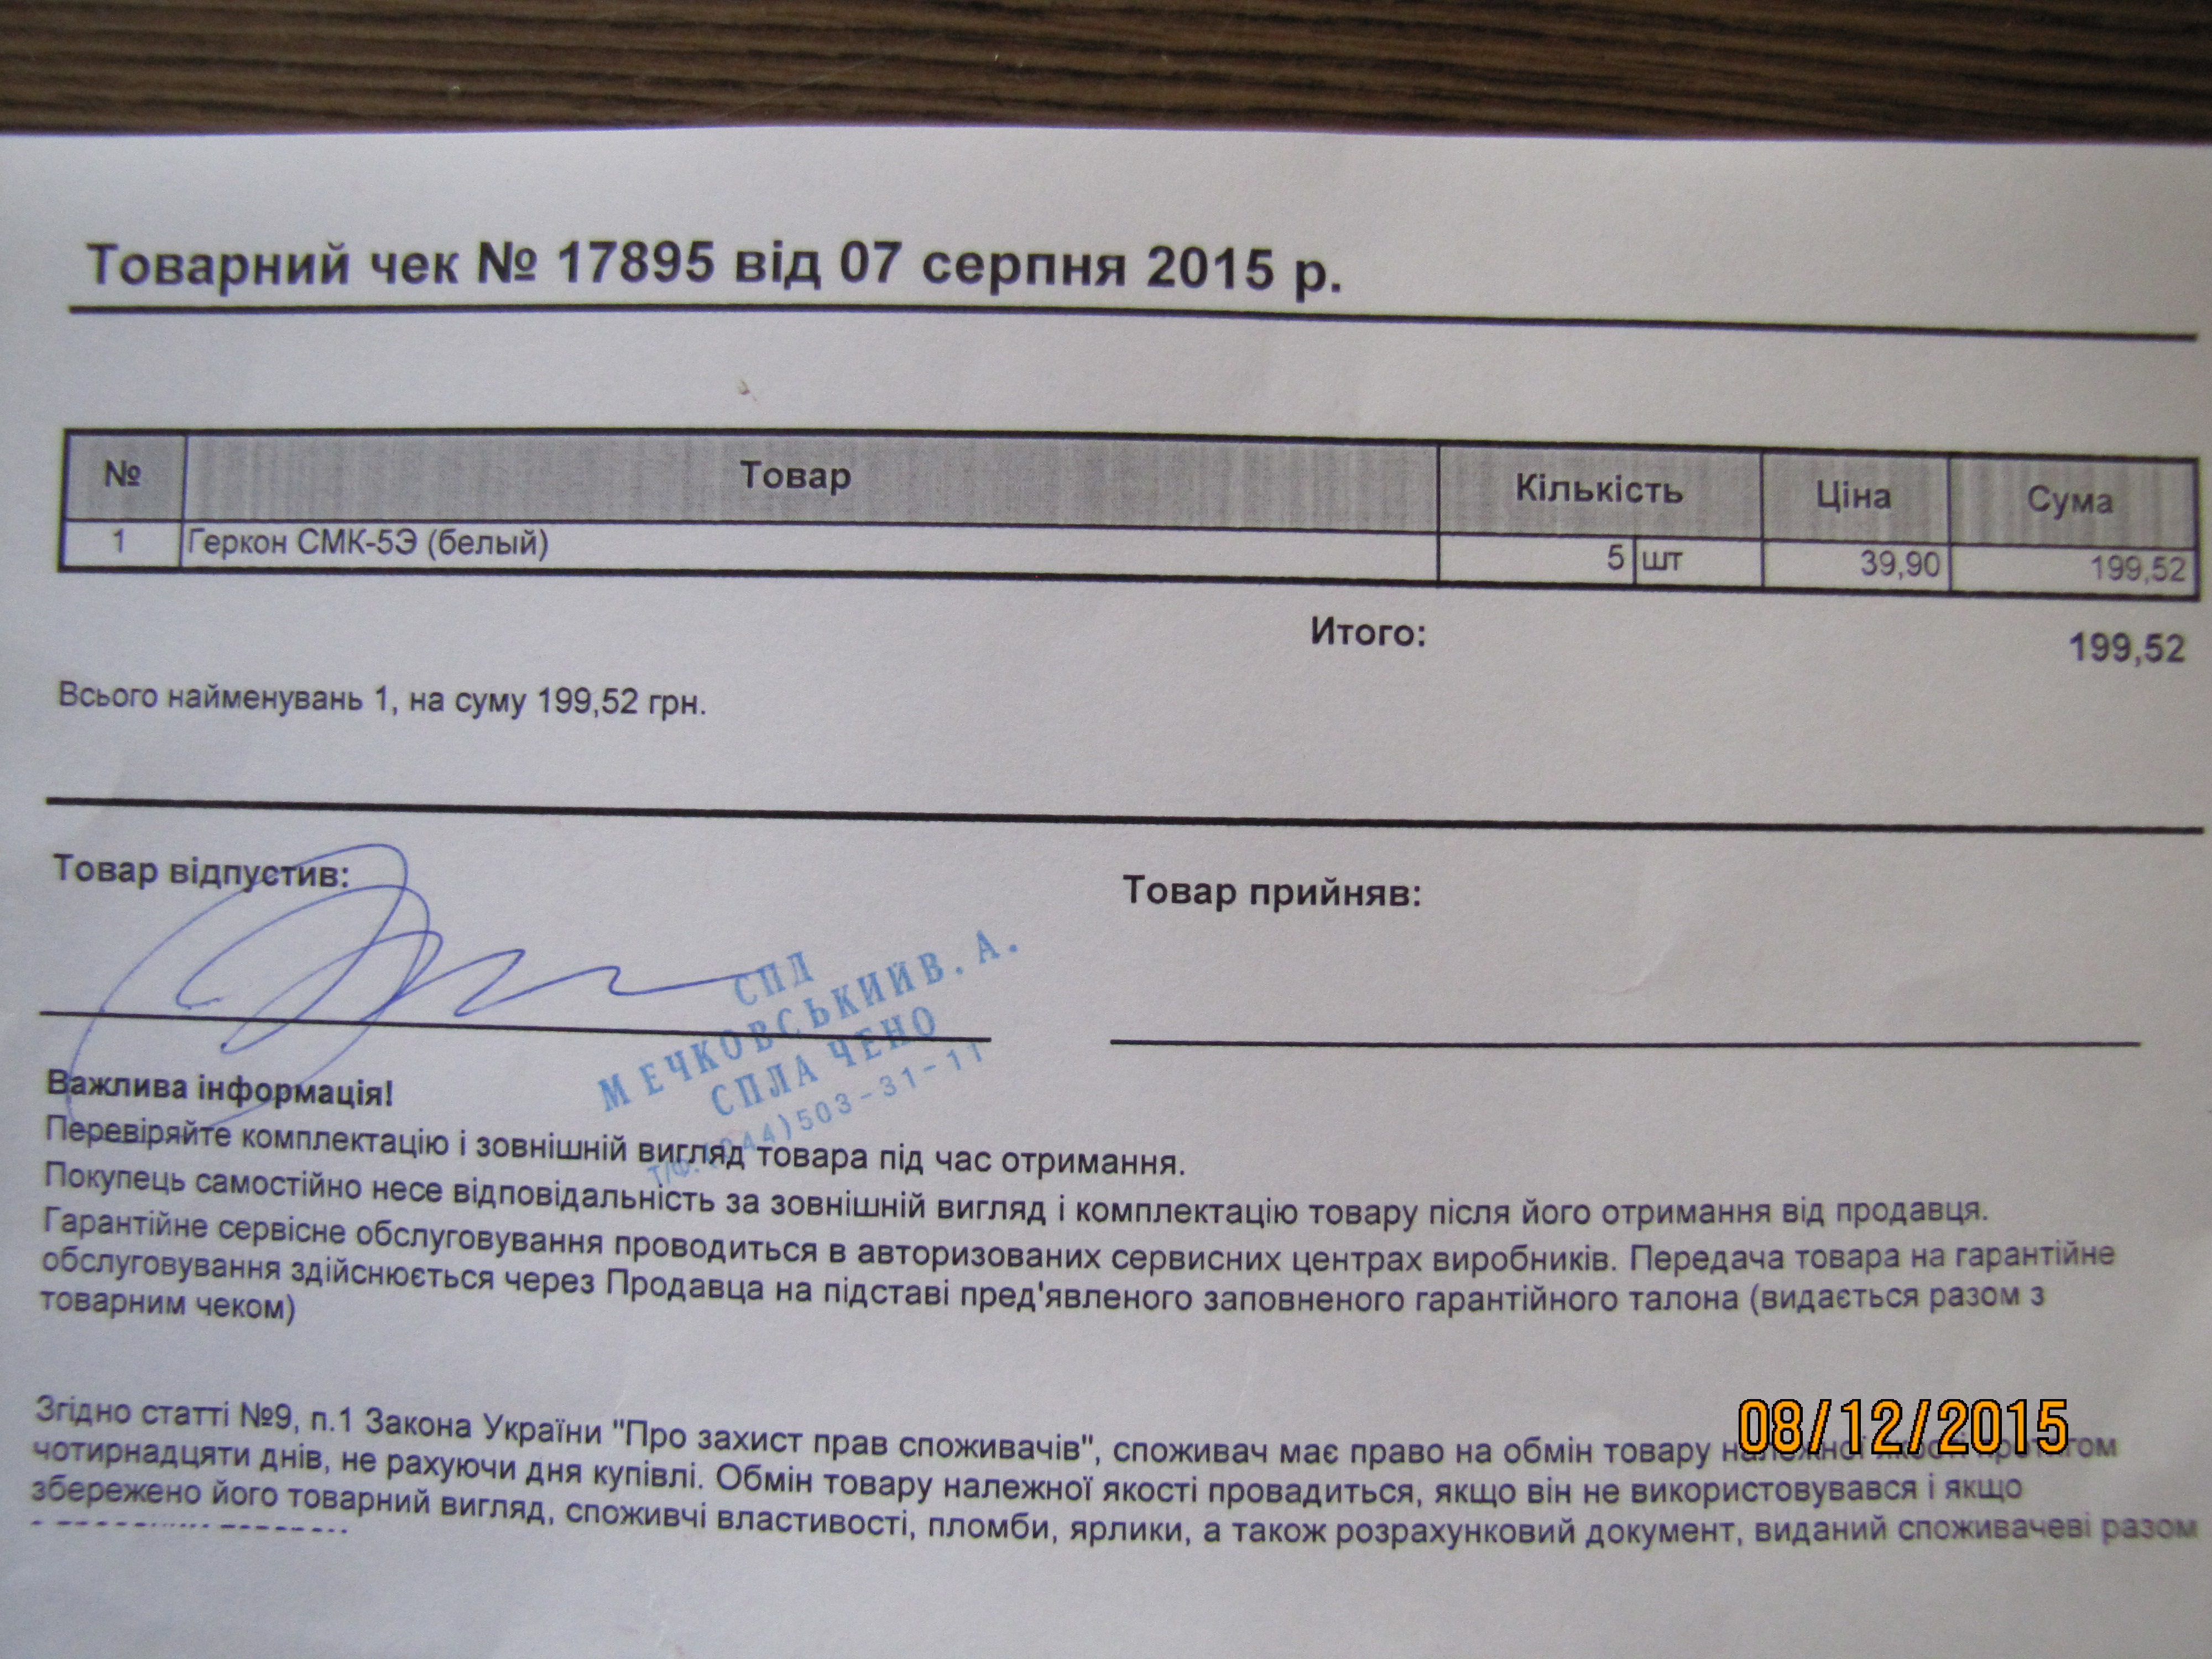 Товарний чек № 17895 від 07 серпня 2015 р.
№ Товар Кількість Ціна Сума
1 Геркон СМК-5Э (белый) 5 шт 39,90 199,52
Итого: 199,52
Всього найменувань 1, на суму 199,52 грн.
Товар відпустив: Товар прийняв:
СПД
МЕЧКОВСЬКИЙ В. А.
СПЛАЧЕНО
т/ф. (044)503-31-11
Важлива інформація!
Перевіряйте комплектацію і зовнішній вигляд товара під час отримання.
Покупець самостійно несе відповідальність за зовнішній вигляд і комплектацію товару після його отримання від продавця.
Гарантійне сервісне обслуговування проводиться в авторизованих сервисних центрах виробників. Передача товара на гарантійне
обслуговування здійснюється через Продавца на підставі пред'явленого заповненого гарантійного талона (видається разом з
товарним чеком)
Згідно статті №9, п.1 Закона України "Про захист прав споживачів", споживач має право на обмін товару належної якості протягом
чотирнадцяти днів, не рахуючи дня купівлі. Обмін товару належної якості провадиться, якщо він не використовувався і якщо
збережено його товарний вигляд, споживчі властивості, пломби, ярлики, а також розрахунковий документ, виданий споживачеві разом
08/12/2015